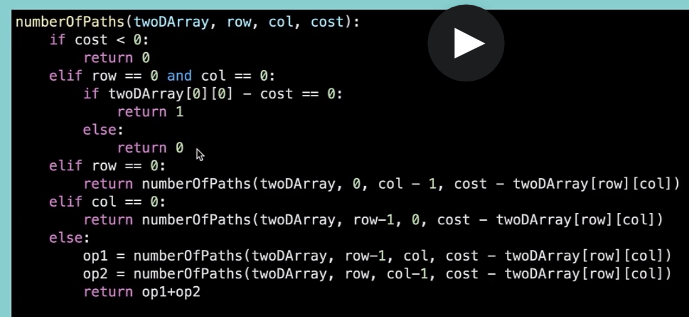 numberOfPaths(twoDArray, row, col, cost):
    if cost < 0:
        return 0
    elif row == 0 and col == 0:
        if twoDArray[0][0] - cost == 0:
            return 1
        else:
            return 0
    elif row == 0:
        return numberOfPaths(twoDArray, 0, col - 1, cost - twoDArray[row][col])
    elif col == 0:
        return numberOfPaths(twoDArray, row-1, 0, cost - twoDArray[row][col])
    else:
        op1 = numberOfPaths(twoDArray, row-1, col, cost - twoDArray[row][col])
        op2 = numberOfPaths(twoDArray, row, col-1, cost - twoDArray[row][col])
        return op1+op2